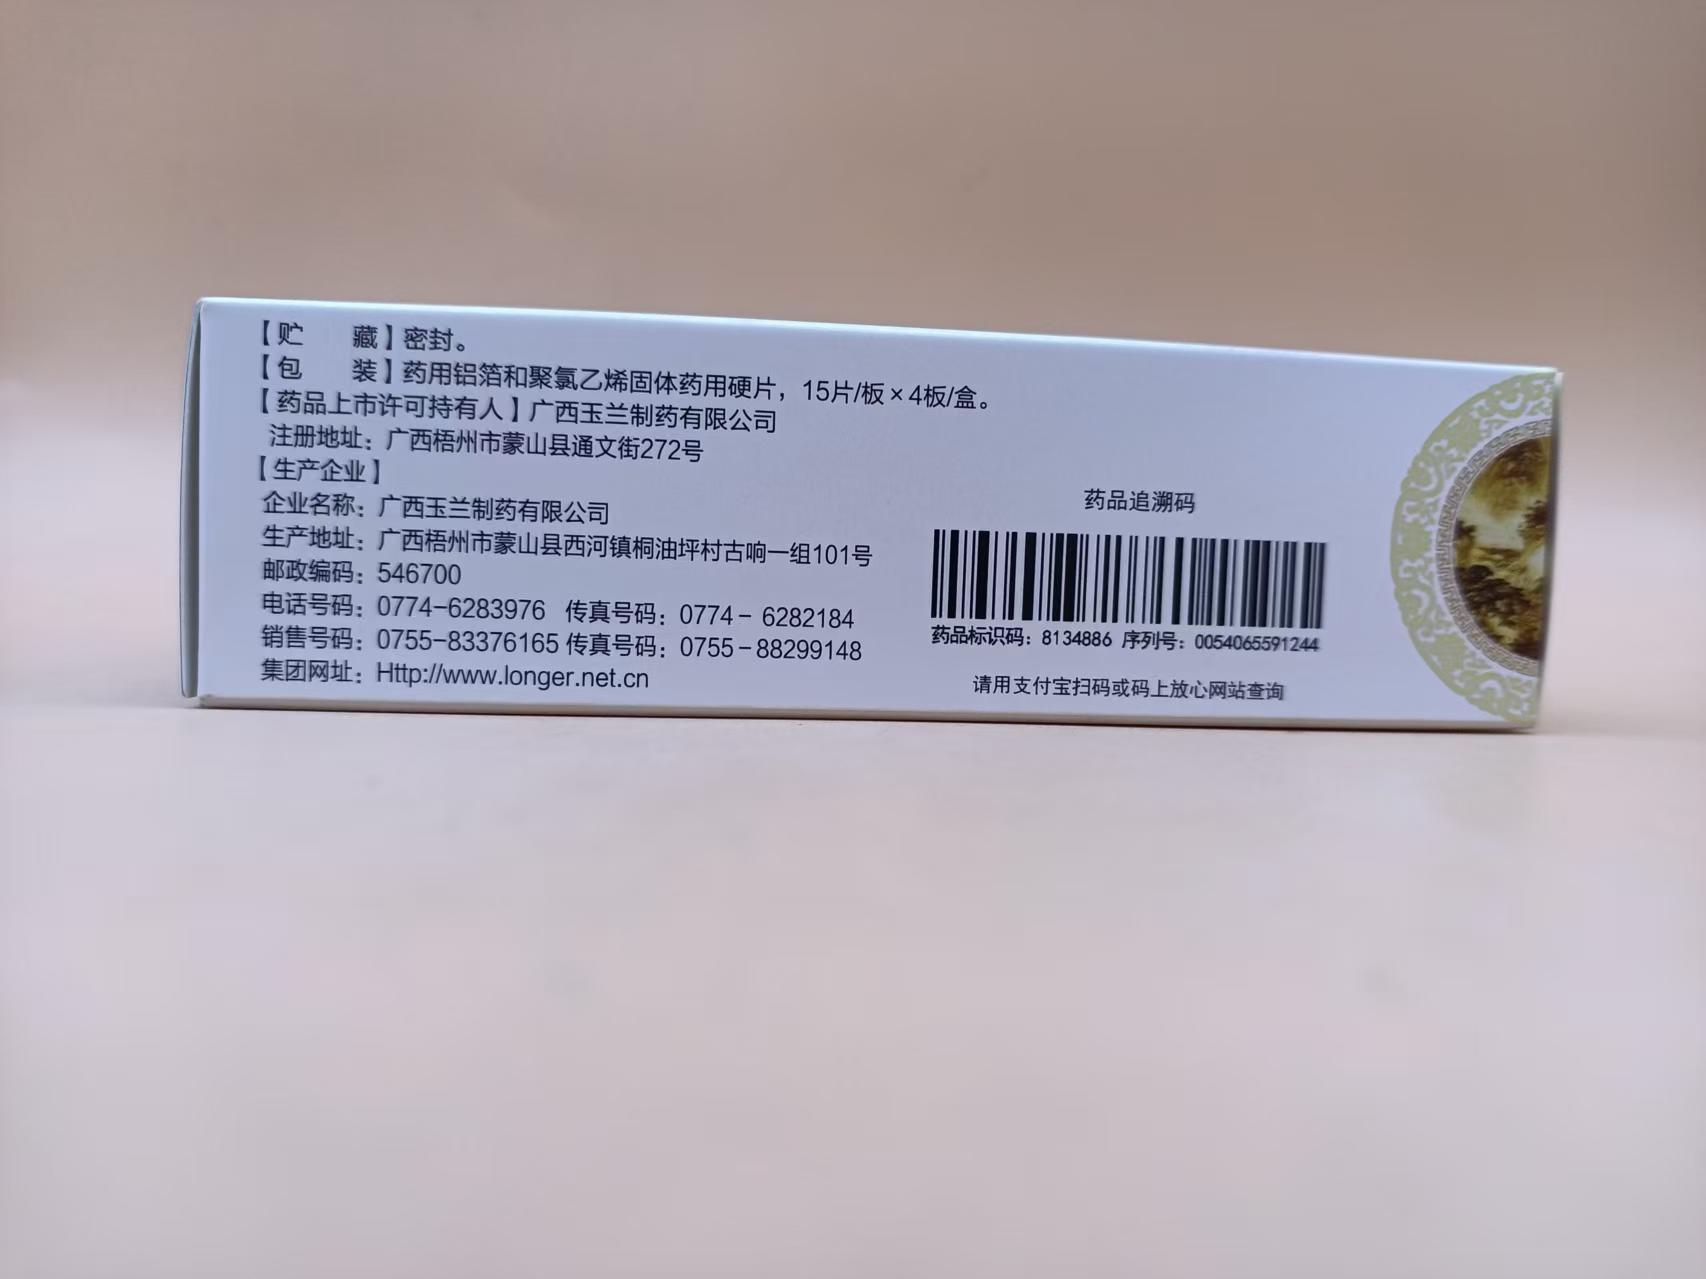 【贮 藏】密封。
【包 装】药用铝箔和聚氯乙烯固体药用硬片，15片/板×4板/盒。
【药品上市许可持有人】广西玉兰制药有限公司
注册地址：广西梧州市蒙山县通文街272号
【生产企业】
企业名称：广西玉兰制药有限公司
生产地址：广西梧州市蒙山县西河镇桐油坪村古响一组101号
邮政编码：546700
电话号码：0774-6283976 传真号码：0774-6282184
销售号码：0755-83376165 传真号码：0755-88299148
集团网址：Http://www.longer.net.cn
药品追溯码
药品标识码：8134886 序列号：0054065591244
请用支付宝扫码或码上放心网站查询